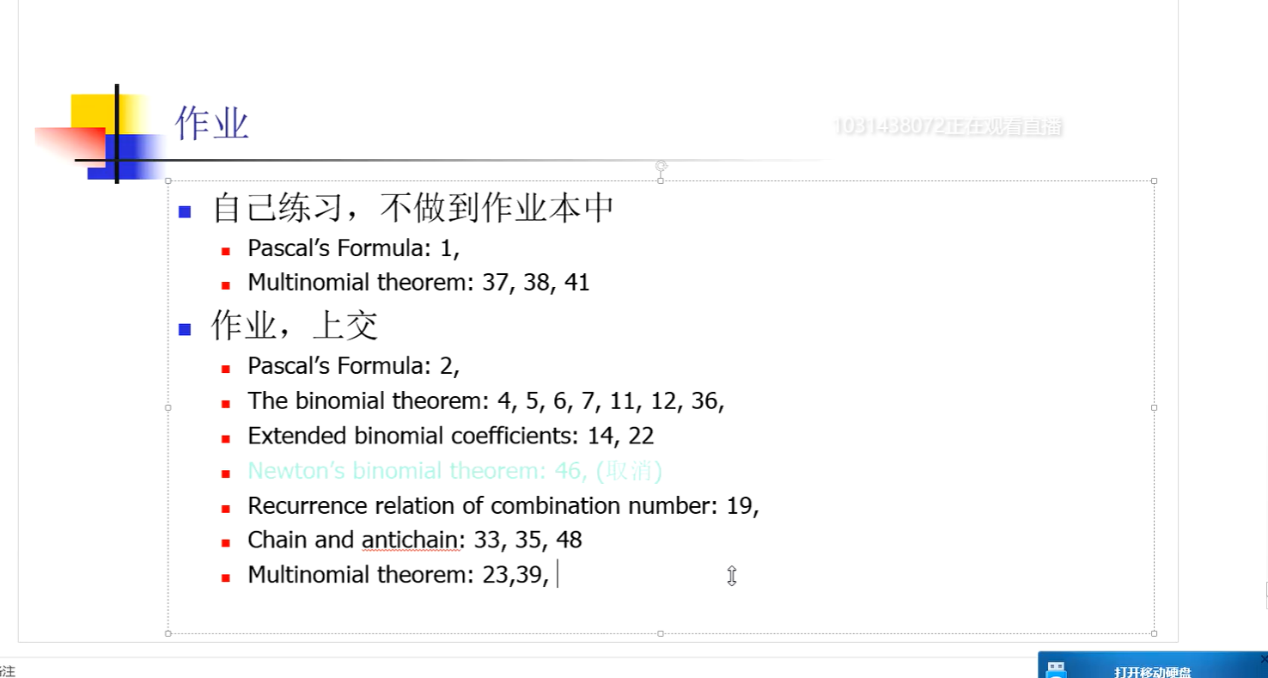 作业
1031438072正在观看直播
自己练习，不做到作业本中
Pascal’s Formula: 1,
Multinomial theorem: 37, 38, 41
作业，上交
Pascal’s Formula: 2,
The binomial theorem: 4, 5, 6, 7, 11, 12, 36,
Extended binomial coefficients: 14, 22
Newton’s binomial theorem: 46, (取消)
Recurrence relation of combination number: 19,
Chain and antichain: 33, 35, 48
Multinomial theorem: 23,39,
注
打开移动硬盘